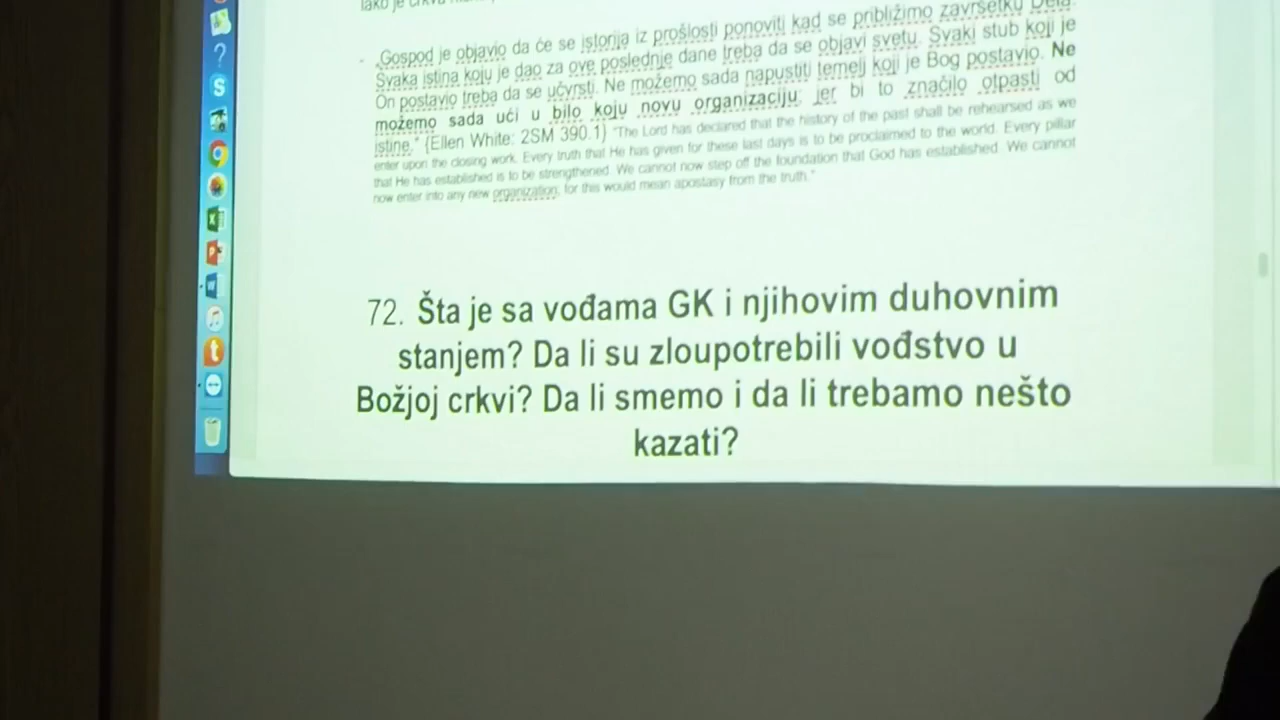 Iako je crkva
„Gospod je objavio da će se istorija iz prošlosti ponoviti kad se približimo završetku Dela.
Svaka istina koju je dao za ove poslednje dane treba da se objavi svetu. Svaki stub koji je
On postavio treba da se učvrsti. Ne možemo sada napustiti temelj koji je Bog postavio. Ne
možemo sada ući u bilo koju novu organizaciju; jer bi to značilo otpasti od
istine.“ {Ellen White: 2SM 390.1} "The Lord has declared that the history of the past shall be rehearsed as we
enter upon the closing work. Every truth that He has given for these last days is to be proclaimed to the world. Every pillar
that He has established is to be strengthened. We cannot now step off the foundation that God has established. We cannot
now enter into any new organization, for this would mean apostasy from the truth."
72. Šta je sa vođama GK i njihovim duhovnim
stanjem? Da li su zloupotrebili vođstvo u
Božjoj crkvi? Da li smemo i da li trebamo nešto
kazati?